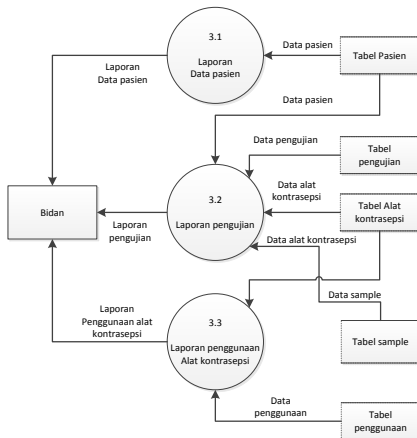 3.1
Laporan
Data pasien
Data pasien
Tabel Pasien
Laporan
Data pasien
Data pasien
Data pengujian
Tabel
pengujian
3.2
Laporan pengujian
Data alat
kontrasepsi
Tabel Alat
kontrasepsi
Bidan
Laporan
pengujian
Data alat kontrasepsi
Data sample
Laporan
Penggunaan alat
kontrasepsi
3.3
Laporan penggunaan
Alat kontrasepsi
Tabel sample
Data
penggunaan
Tabel
penggunaan